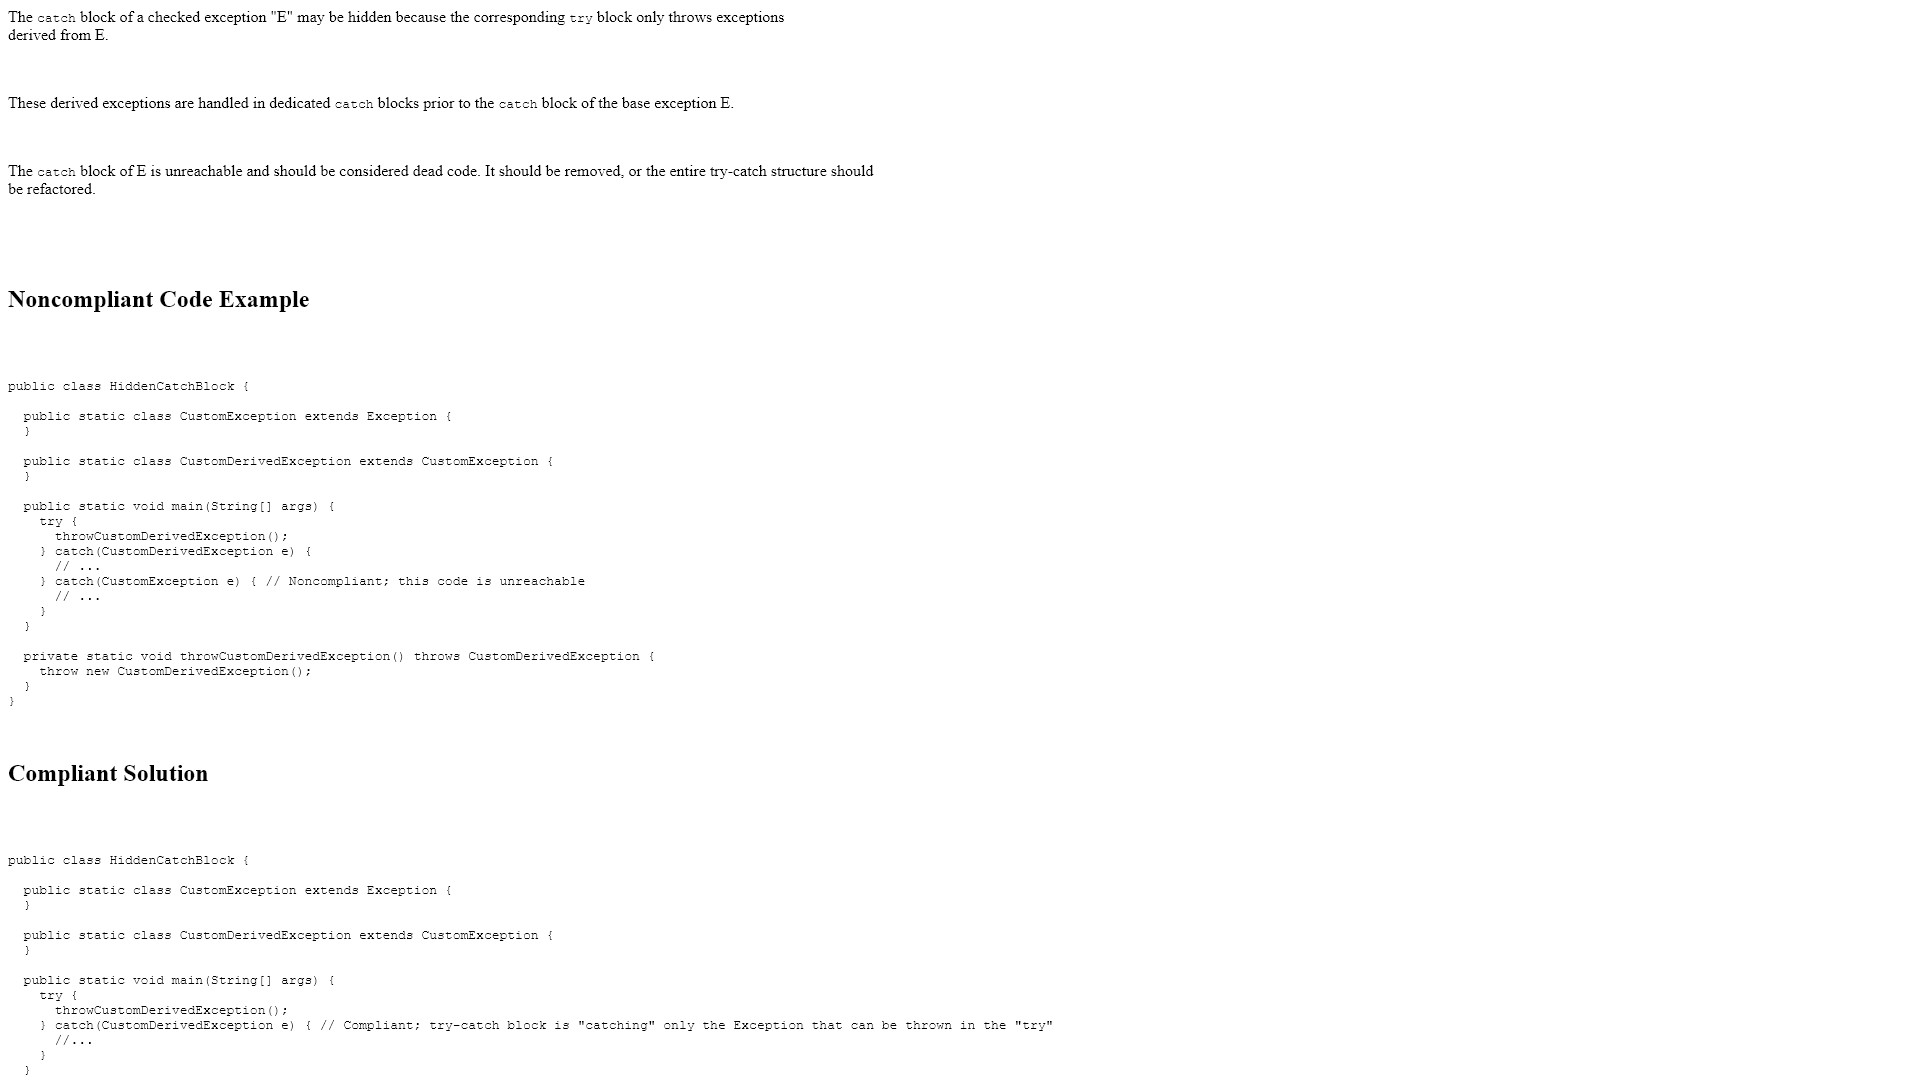 The catch block of a checked exception "E" may be hidden because the corresponding try block only throws exceptions
derived from E.
These derived exceptions are handled in dedicated catch blocks prior to the catch block of the base exception E.
The catch block of E is unreachable and should be considered dead code. It should be removed, or the entire try-catch structure should
be refactored.
Noncompliant Code Example
public class HiddenCatchBlock {
  public static class CustomException extends Exception {
  }
  public static class CustomDerivedException extends CustomException {
  }
  public static void main(String[] args) {
    try {
      throwCustomDerivedException();
    } catch(CustomDerivedException e) {
      // ...
    } catch(CustomException e) { // Noncompliant; this code is unreachable
      // ...
    }
  }
  private static void throwCustomDerivedException() throws CustomDerivedException {
    throw new CustomDerivedException();
  }
}
Compliant Solution
public class HiddenCatchBlock {
  public static class CustomException extends Exception {
  }
  public static class CustomDerivedException extends CustomException {
  }
  public static void main(String[] args) {
    try {
      throwCustomDerivedException();
    } catch(CustomDerivedException e) { // Compliant; try-catch block is "catching" only the Exception that can be thrown in the "try"
      //...
    }
  }